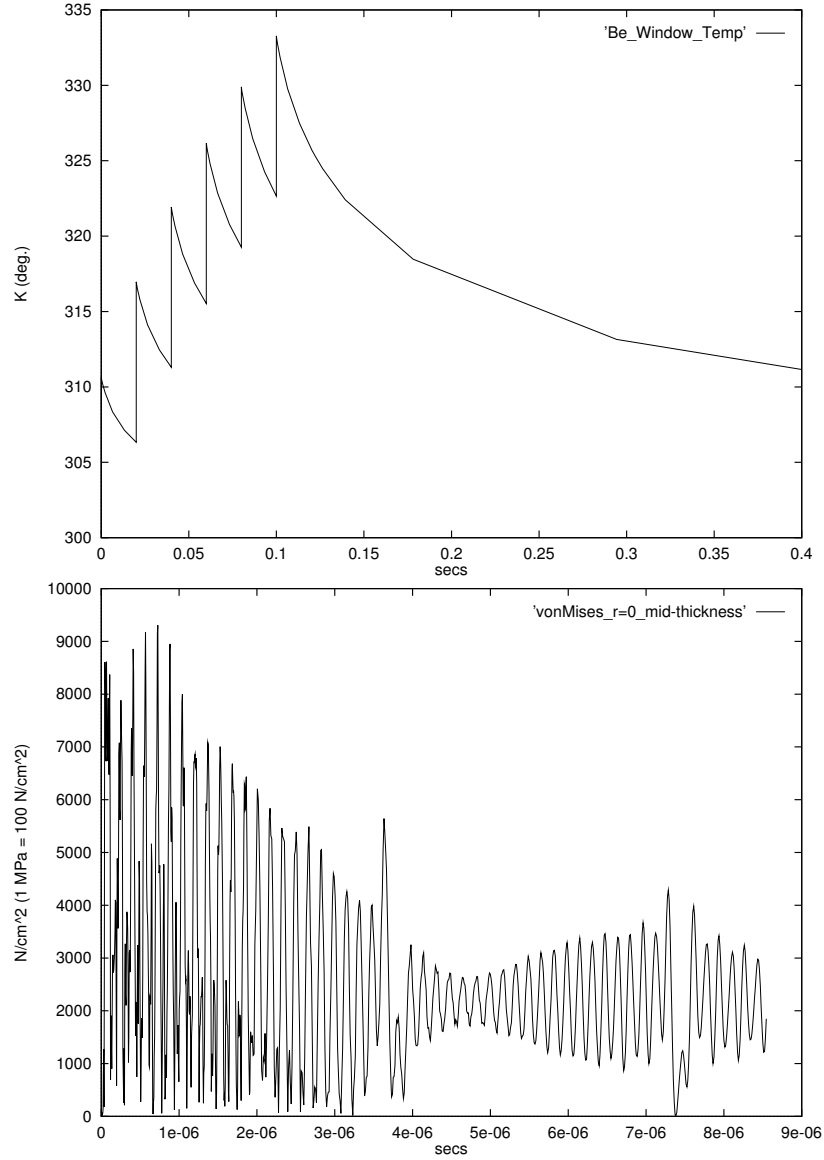 335
330
325
320
315
310
305
300
K (deg.)
'Be_Window_Temp'
0
0.05
0.1
0.15
0.2
0.25
0.3
0.35
0.4
secs
10000
9000
8000
7000
6000
5000
4000
3000
2000
1000
0
N/cm^2 (1 MPa = 100 N/cm^2)
'vonMises_r=0_mid-thickness'
0
1e-06
2e-06
3e-06
4e-06
5e-06
6e-06
7e-06
8e-06
9e-06
secs